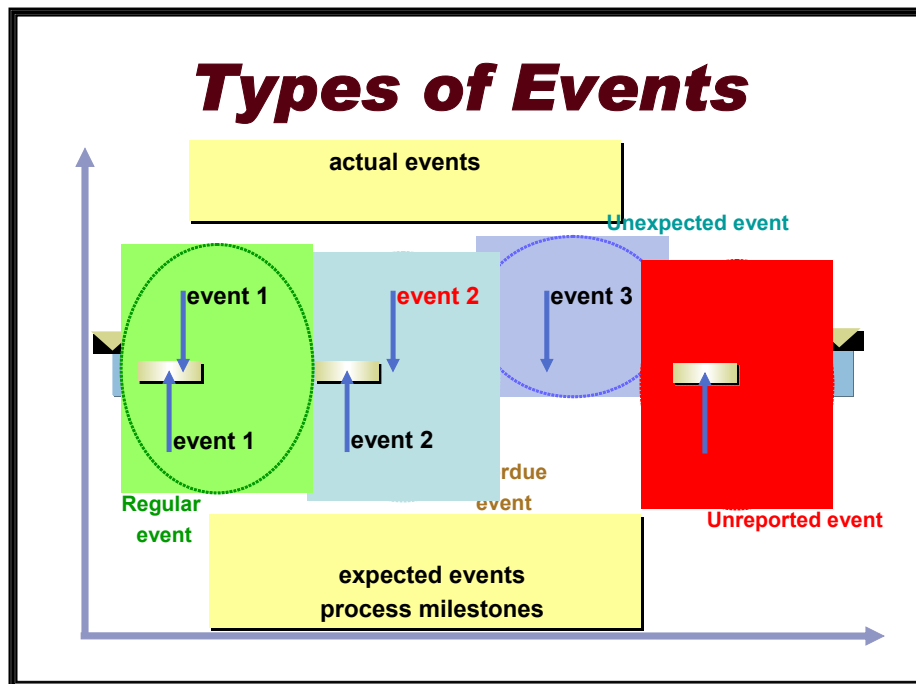 Types of Events
actual events
Unexpected event
event 1
event 2
event 3
event 1
event 2
rdue
event
Regular
event
Unreported event
expected events
process milestones